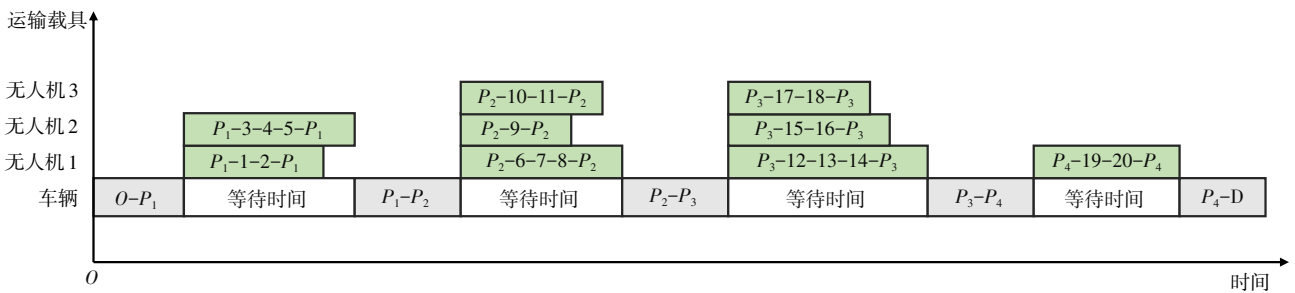 运输载具
无人机3 P₂-10-11-P₂ P₃-17-18-P₃
无人机2 P₁-3-4-5-P₁ P₂-9-P₂ P₃-15-16-P₃
无人机1 P₁-1-2-P₁ P₂-6-7-8-P₂ P₃-12-13-14-P₃ P₄-19-20-P₄
车辆 O-P₁ 等待时间 P₁-P₂ 等待时间 P₂-P₃ 等待时间 P₃-P₄ 等待时间 P₄-D
O 时间